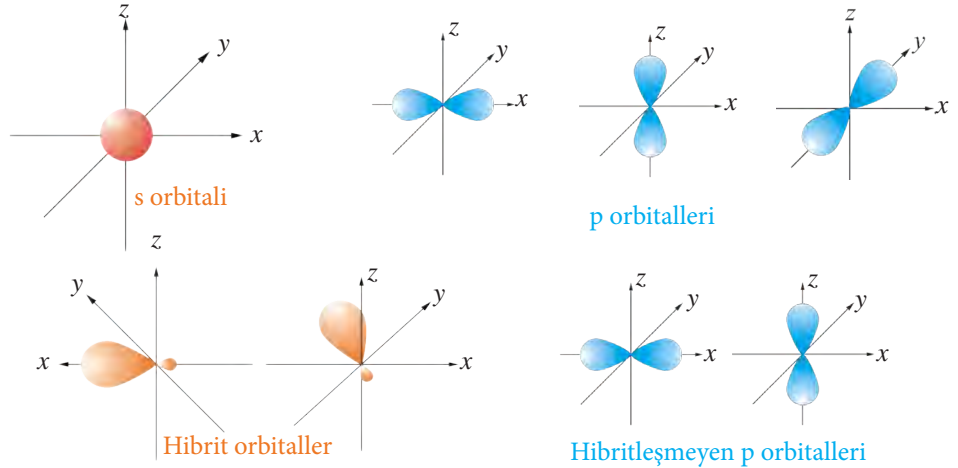 z
y
x
s orbitali
z
y
x
z
y
x
z
y
x
p orbitalleri
z
y
x
z
y
x
Hibrit orbitaller
z
y
x
z
y
x
Hibritleşmeyen p orbitalleri